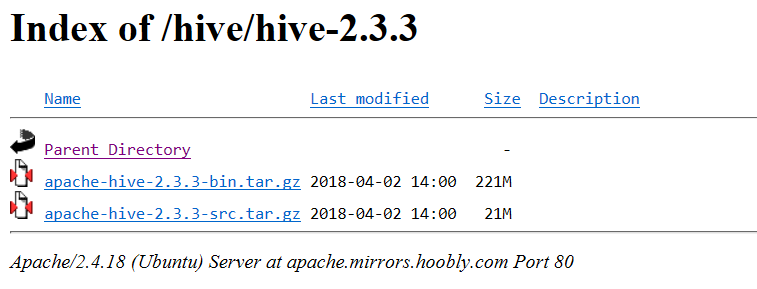 Index of /hive/hive-2.3.3
Name Last modified Size Description
Parent Directory -
apache-hive-2.3.3-bin.tar.gz 2018-04-02 14:00 221M
apache-hive-2.3.3-src.tar.gz 2018-04-02 14:00 21M
Apache/2.4.18 (Ubuntu) Server at apache.mirrors.hoobly.com Port 80